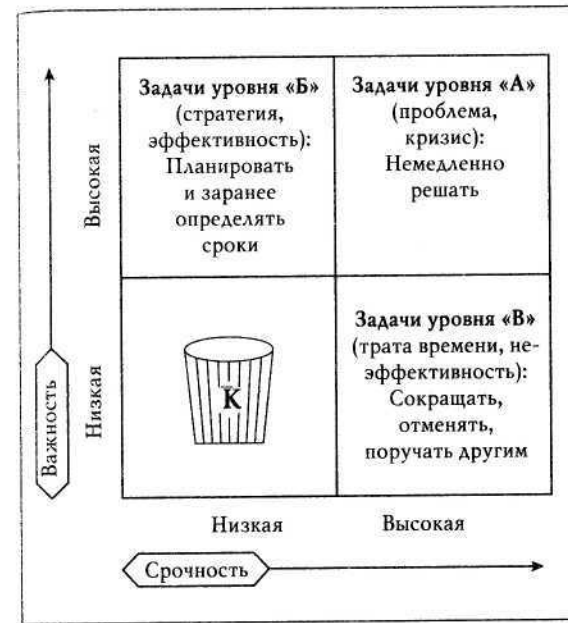 Задачи уровня «Б»
(стратегия,
эффективность):
Планировать
и заранее
определять
сроки
Задачи уровня «А»
(проблема,
кризис):
Немедленно
решать
Высокая
К
Задачи уровня «В»
(трата времени, не-
эффективность):
Сокращать,
отменять,
поручать другим
Низкая
Важность
Низкая
Высокая
Срочность